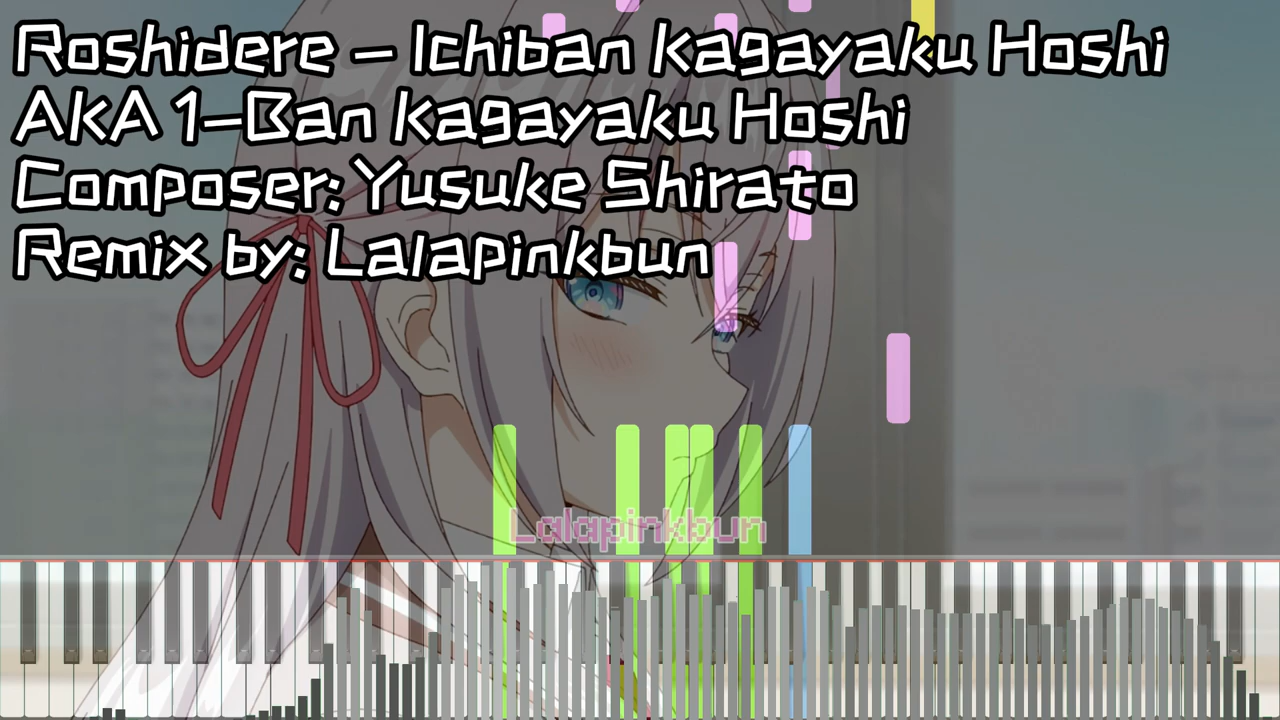 Roshidere - Ichiban Kagayaku Hoshi
AKA 1-Ban Kagayaku Hoshi
Composer: Yusuke Shirato
Remix by: Lalapinkbun
Lalapinkbun